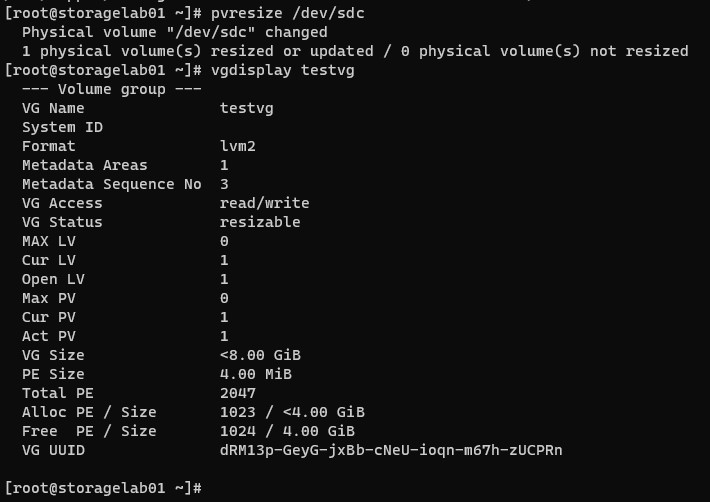 [root@storagelab01 ~]# pvresize /dev/sdc
  Physical volume "/dev/sdc" changed
  1 physical volume(s) resized or updated / 0 physical volume(s) not resized
[root@storagelab01 ~]# vgdisplay testvg
  --- Volume group ---
  VG Name               testvg
  System ID
  Format                lvm2
  Metadata Areas        1
  Metadata Sequence No  3
  VG Access             read/write
  VG Status             resizable
  MAX LV                0
  Cur LV                1
  Open LV               1
  Max PV                0
  Cur PV                1
  Act PV                1
  VG Size               <8.00 GiB
  PE Size               4.00 MiB
  Total PE              2047
  Alloc PE / Size       1023 / <4.00 GiB
  Free  PE / Size       1024 / 4.00 GiB
  VG UUID               dRM13p-GeyG-jxBb-cNeU-ioqn-m67h-zUCPRn

[root@storagelab01 ~]#